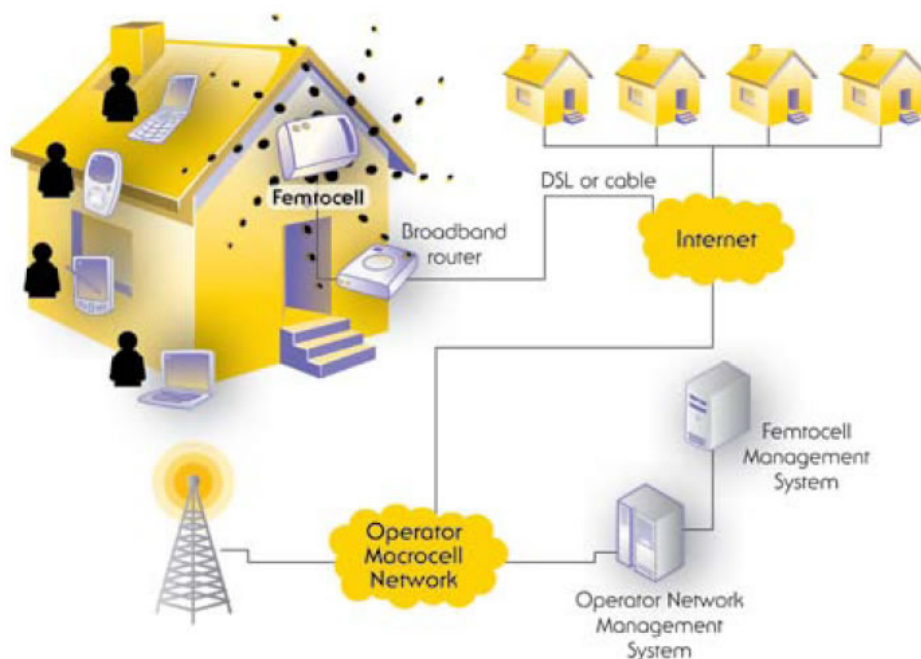 Femtocell
DSL or cable
Broadband
router
Internet
Femtocell
Management
System
Operator
Macrocell
Network
Operator Network
Management
System